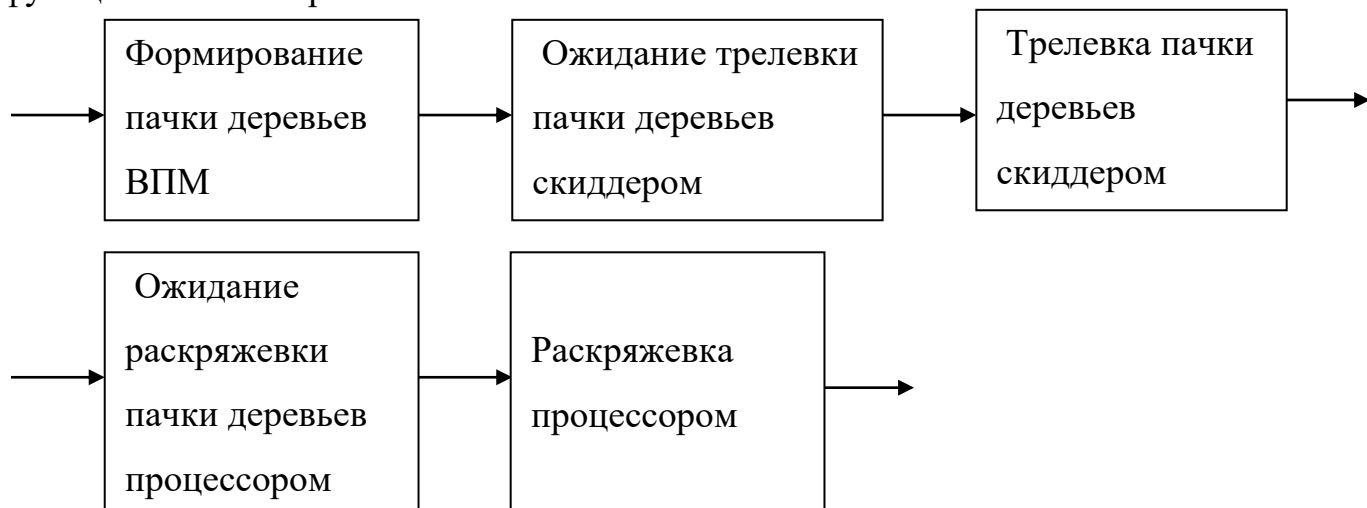 Формирование
пачки деревьев
ВПМ
Ожидание трелевки
пачки деревьев
скиддером
Трелевка пачки
деревьев
скиддером
Ожидание
раскряжевки
пачки деревьев
процессором
Раскряжевка
процессором